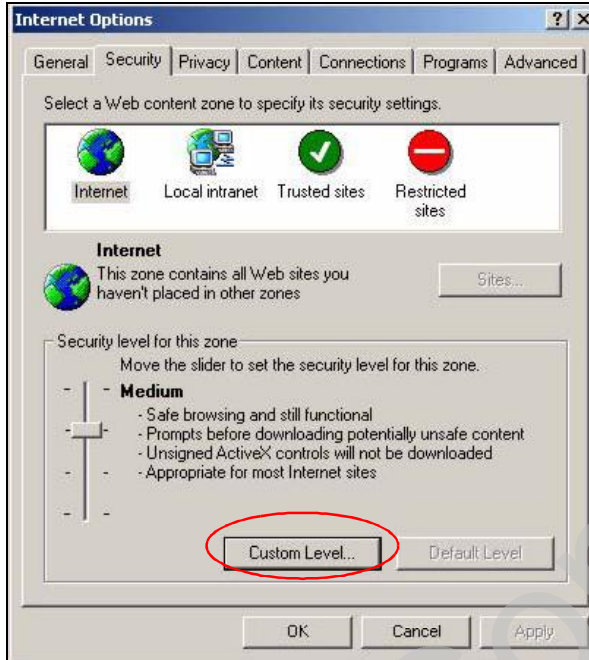 Internet Options
General Security Privacy Content Connections Programs Advanced
Select a Web content zone to specify its security settings.
Internet Local intranet Trusted sites Restricted sites
Internet
This zone contains all Web sites you
haven't placed in other zones
Sites...
Security level for this zone
Move the slider to set the security level for this zone.
Medium
- Safe browsing and still functional
- Prompts before downloading potentially unsafe content
- Unsigned ActiveX controls will not be downloaded
- Appropriate for most Internet sites
Custom Level... Default Level
OK Cancel Apply